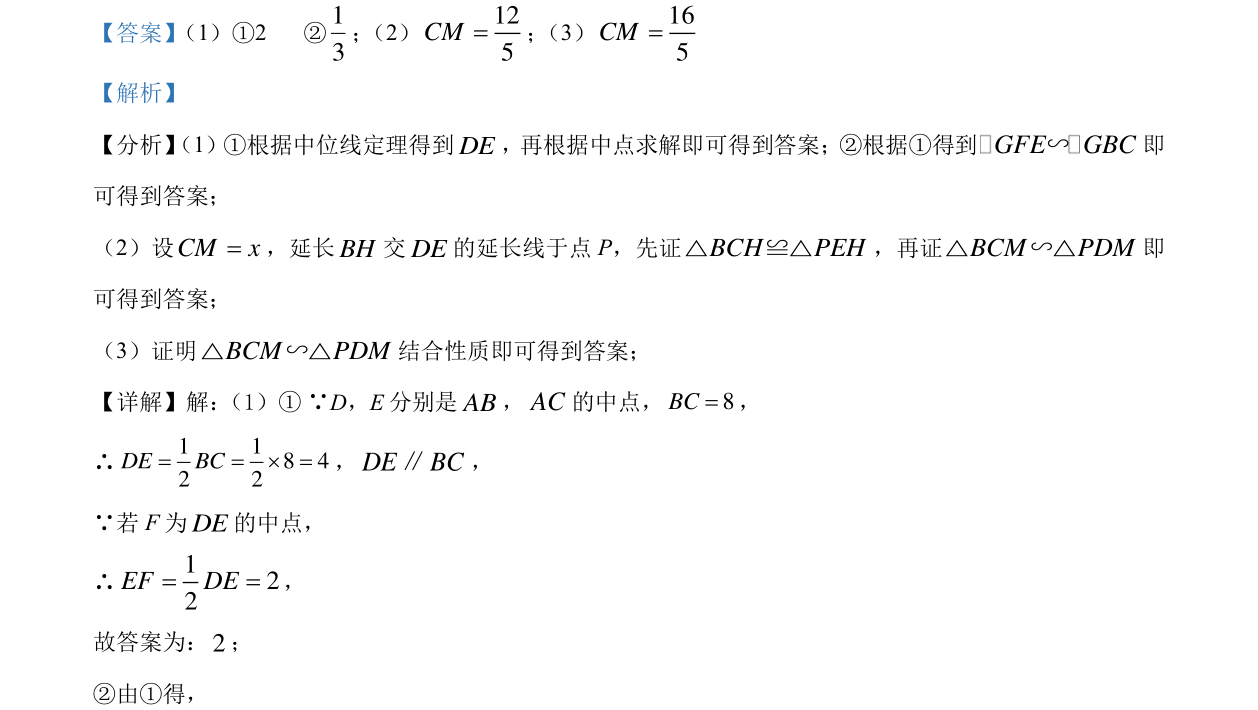 【答案】（1）①2 ②1/3；（2）CM = 12/5；（3）CM = 16/5
【解析】
【分析】（1）①根据中位线定理得到DE，再根据中点求解即可得到答案；②根据①得到□GFE∽□GBC即
可得到答案；
（2）设CM = x，延长BH交DE的延长线于点P，先证△BCH≌△PEH，再证△BCM∽△PDM即
可得到答案；
（3）证明△BCM∽△PDM结合性质即可得到答案；
【详解】解：（1）① ∵D，E分别是AB，AC的中点，BC = 8，
∴DE = 1/2 BC = 1/2 × 8 = 4，DE∥BC，
∵若F为DE的中点，
∴EF = 1/2 DE = 2，
故答案为：2；
②由①得，